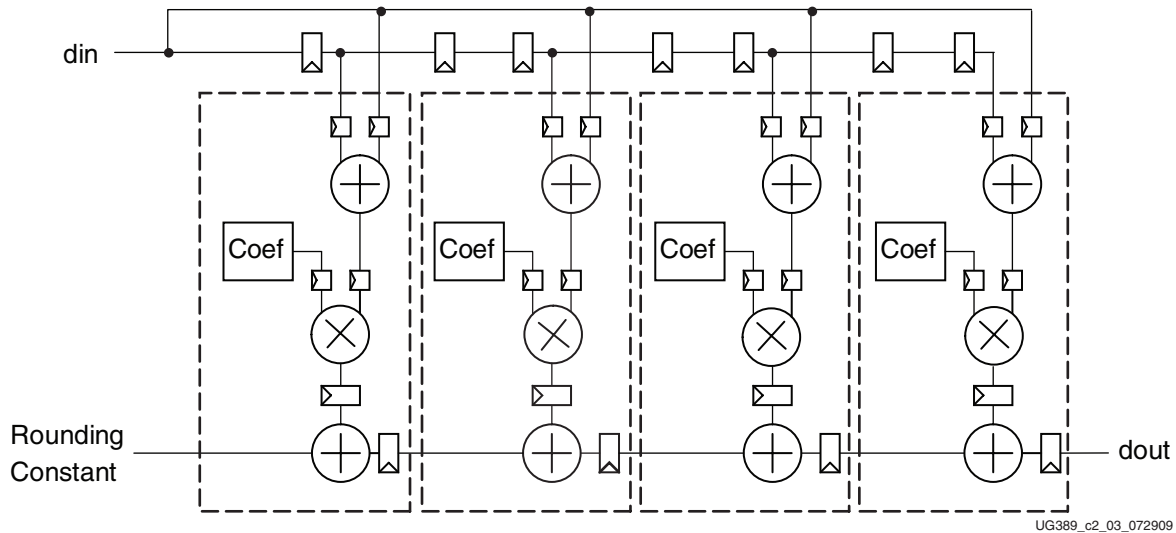 din
Coef
Coef
Coef
Coef
Rounding
Constant
dout
UG389_c2_03_072909